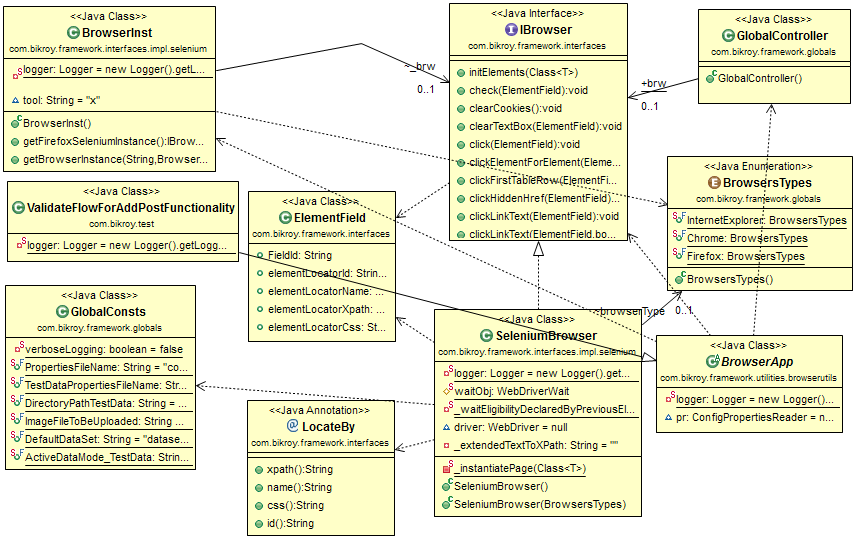 <<Java Class>>
BrowserInst
com.bikroy.framework.interfaces.impl.selenium
logger: Logger = new Logger().getL...
tool: String = "x"
BrowserInst()
getFirefoxSeleniumInstance():IBrow...
getBrowserInstance(String,Browser...
<<Java Interface>>
IBrowser
com.bikroy.framework.interfaces
initElements(Class<T>)
check(ElementField):void
clearCookies():void
clearTextBox(ElementField):void
click(ElementField):void
clickElementForElement(Eleme...
clickFirstTableRow(ElementFi...
clickHiddenHref(ElementField)...
clickLinkText(ElementField):void
clickLinkText(ElementField,bo...
<<Java Class>>
GlobalController
com.bikroy.framework.globals
GlobalController()
~_brw
0..1
+brw
0..1
<<Java Enumeration>>
BrowsersTypes
com.bikroy.framework.globals
InternetExplorer: BrowsersTypes
Chrome: BrowsersTypes
Firefox: BrowsersTypes
BrowsersTypes()
<<Java Class>>
ValidateFlowForAddPostFunctionality
com.bikroy.test
logger: Logger = new Logger().getLogg...
<<Java Class>>
ElementField
com.bikroy.framework.interfaces
FieldId: String
elementLocatorId: Strin...
elementLocatorName: ...
elementLocatorXpath: ...
elementLocatorCss: St...
<<Java Class>>
GlobalConsts
com.bikroy.framework.globals
verboseLogging: boolean = false
PropertiesFileName: String = "co...
TestDataPropertiesFileName: Str...
DirectoryPathTestData: String = ...
ImageFileToBeUploaded: String ...
DefaultDataSet: String = "datase...
ActiveDataMode_TestData: Strin...
<<Java Class>>
SeleniumBrowser
com.bikroy.framework.interfaces.impl.selenium
logger: Logger = new Logger().get...
waitObj: WebDriverWait
_waitEligibilityDeclaredByPreviousEl...
driver: WebDriver = null
_extendedTextToXPath: String = ""
_instantiatePage(Class<T>)
SeleniumBrowser()
SeleniumBrowser(BrowsersTypes)
-browserType
0..1
<<Java Class>>
BrowserApp
com.bikroy.framework.utilities.browserutils
logger: Logger = new Logger()...
pr: ConfigPropertiesReader = n...
<<Java Annotation>>
LocateBy
com.bikroy.framework.interfaces
xpath():String
name():String
css():String
id():String